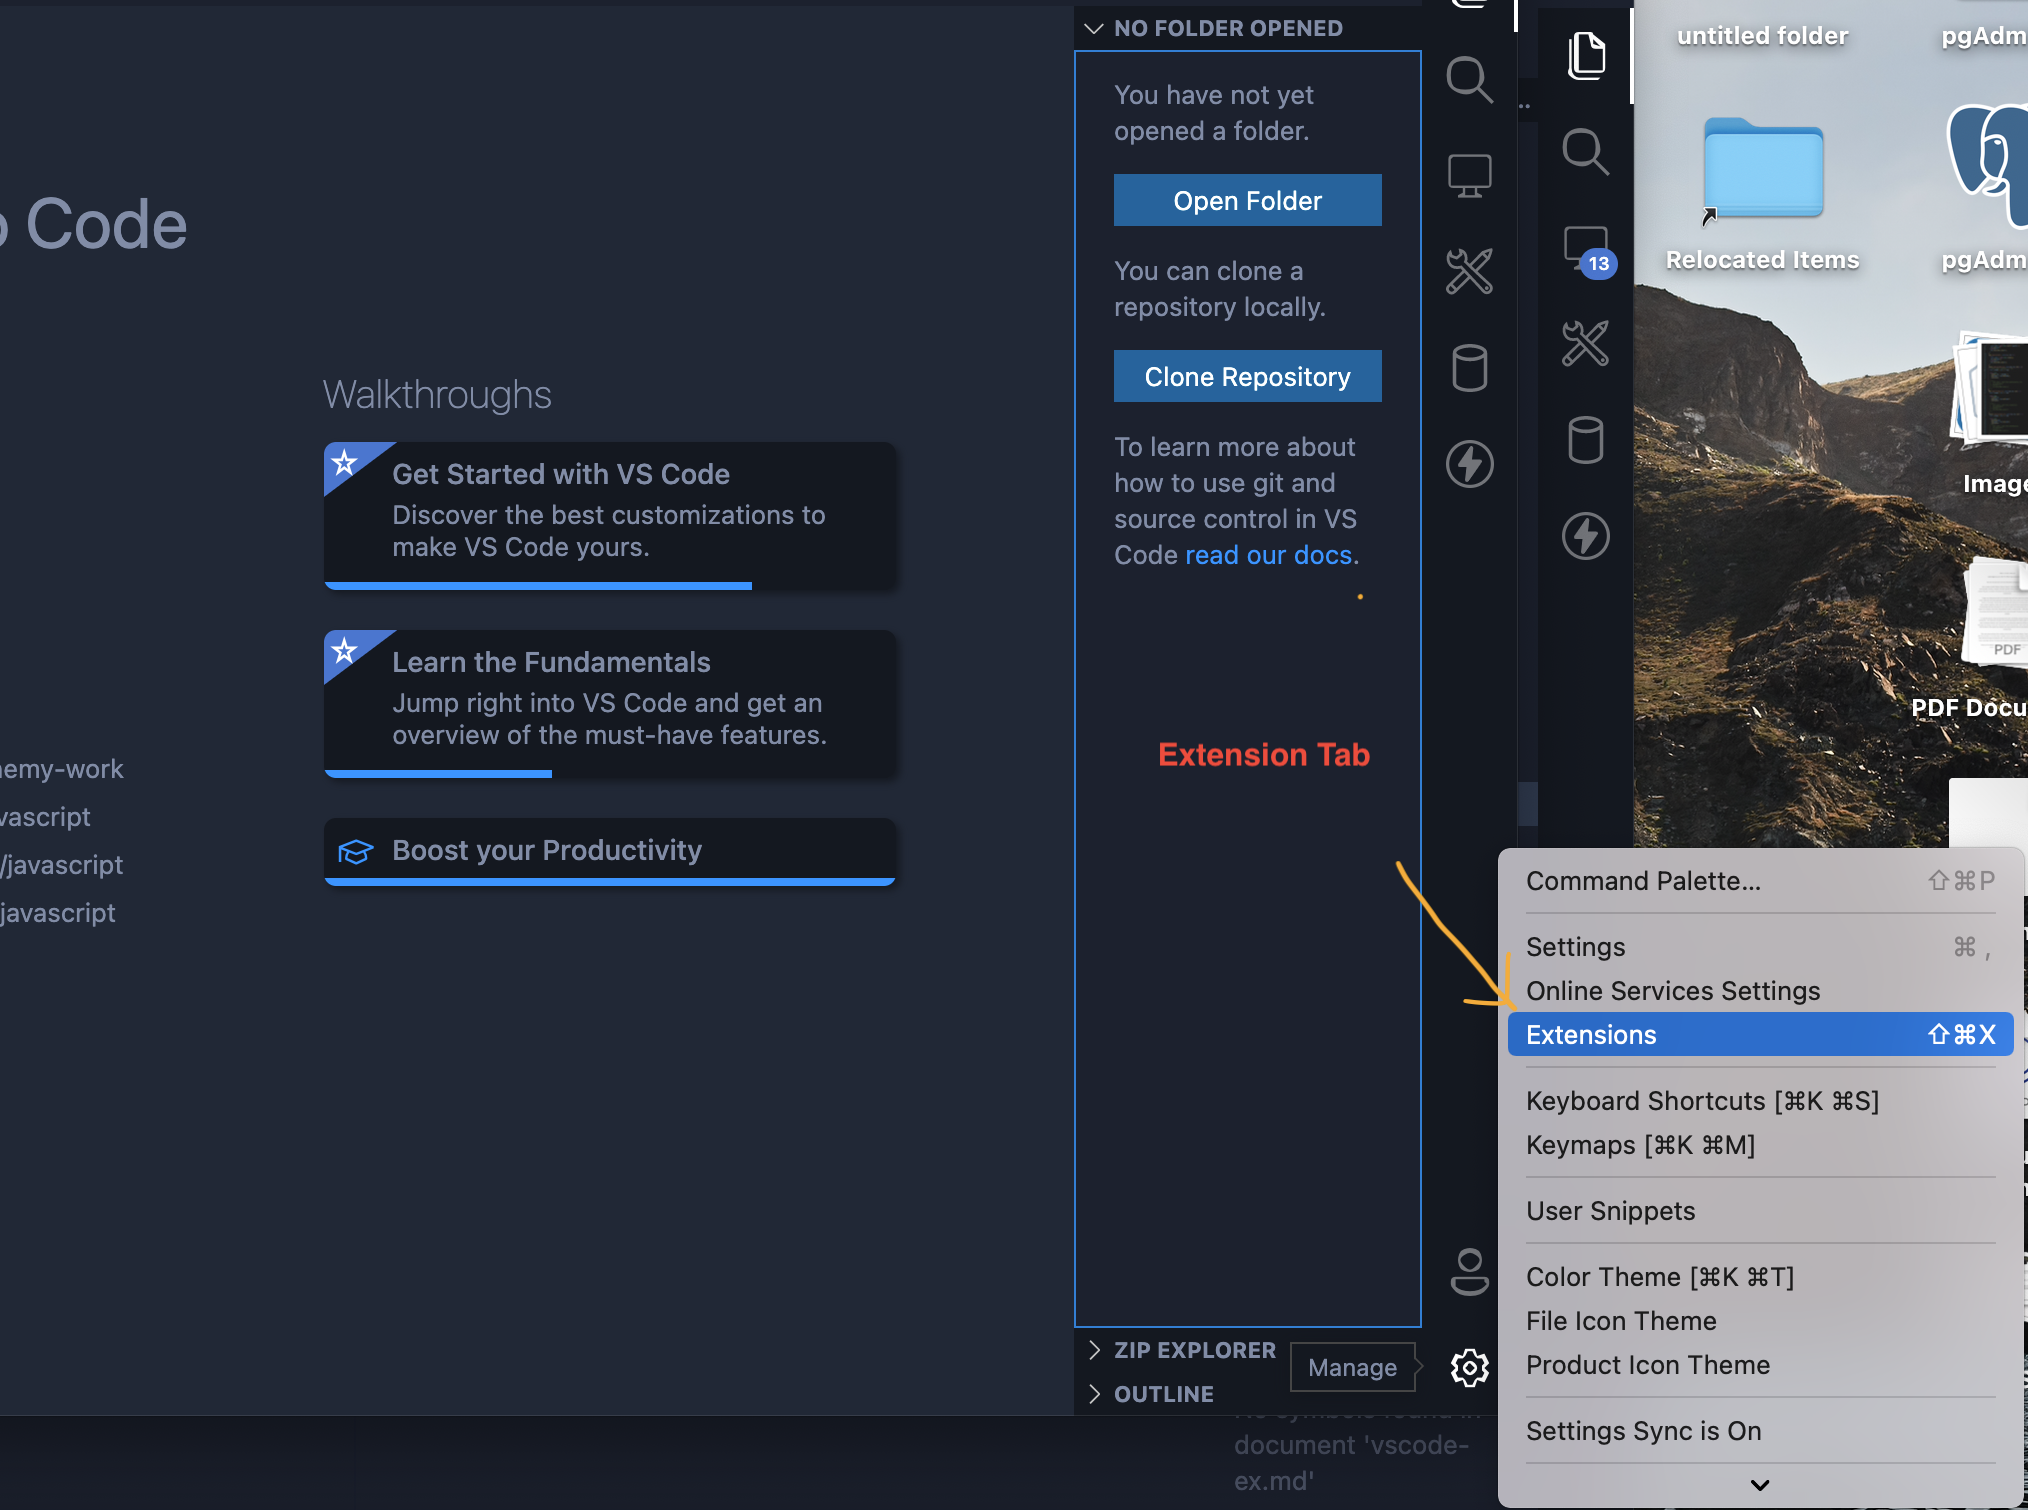 NO FOLDER OPENED
You have not yet
opened a folder.
Open Folder
You can clone a
repository locally.
Clone Repository
To learn more about
how to use git and
source control in VS
Code read our docs.
Extension Tab
ZIP EXPLORER
OUTLINE
Manage
document 'vscode-
ex.md'
Code
Walkthroughs
Get Started with VS Code
Discover the best customizations to
make VS Code yours.
Learn the Fundamentals
Jump right into VS Code and get an
overview of the must-have features.
Boost your Productivity
emy-work
vascript
/javascript
javascript
13
untitled folder
pgAdm
Relocated Items
pgAdm
Image
PDF
PDF Docu
Command Palette... ⇧⌘P
Settings ⌘ ,
Online Services Settings
Extensions ⇧⌘X
Keyboard Shortcuts [⌘K ⌘S]
Keymaps [⌘K ⌘M]
User Snippets
Color Theme [⌘K ⌘T]
File Icon Theme
Product Icon Theme
Settings Sync is On